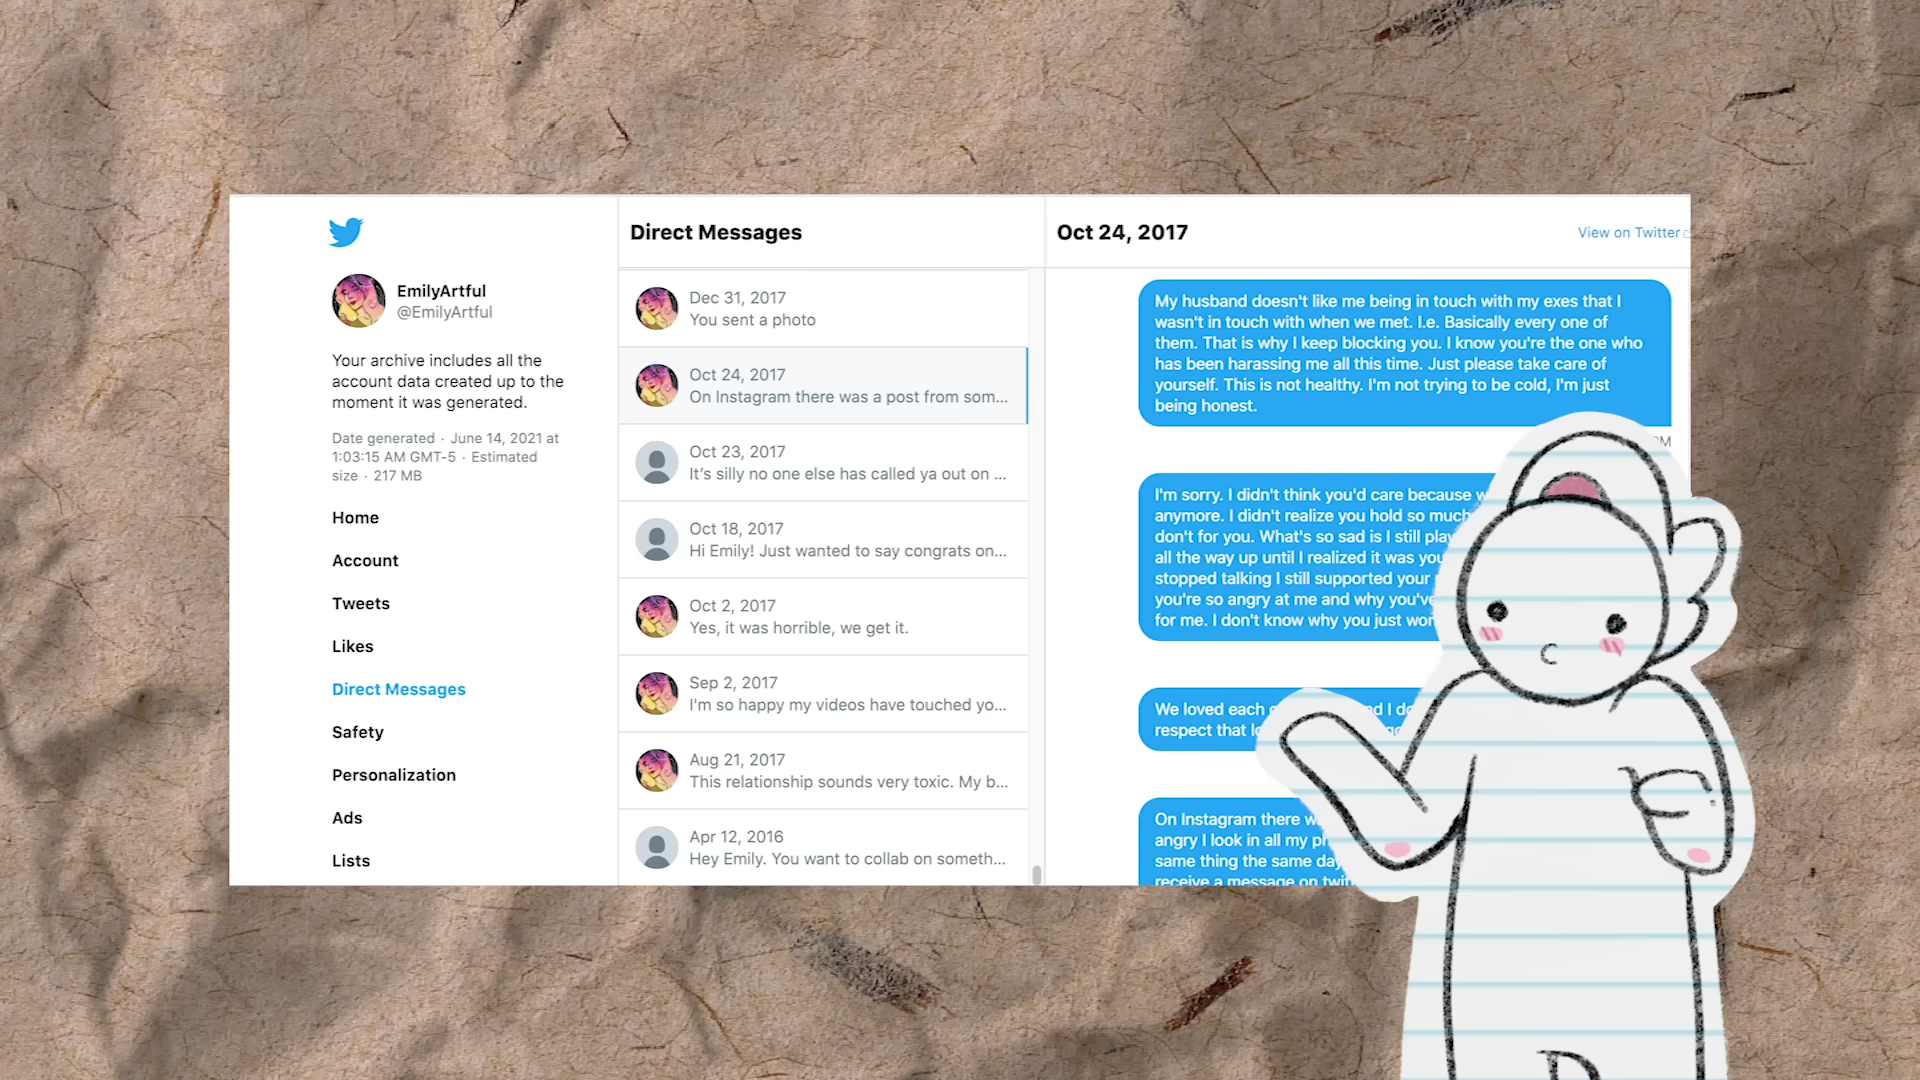 EmilyArtful
@EmilyArtful
Your archive includes all the
account data created up to the
moment it was generated.
Date generated · June 14, 2021 at
1:03:15 AM GMT-5 · Estimated
size · 217 MB
Home
Account
Tweets
Likes
Direct Messages
Safety
Personalization
Ads
Lists
Direct Messages
Dec 31, 2017
You sent a photo
Oct 24, 2017
On Instagram there was a post from som...
Oct 23, 2017
It's silly no one else has called ya out on ...
Oct 18, 2017
Hi Emily! Just wanted to say congrats on...
Oct 2, 2017
Yes, it was horrible, we get it.
Sep 2, 2017
I'm so happy my videos have touched yo...
Aug 21, 2017
This relationship sounds very toxic. My b...
Apr 12, 2016
Hey Emily. You want to collab on someth...
Oct 24, 2017
View on Twitter
My husband doesn't like me being in touch with my exes that I
wasn't in touch with when we met. I.e. Basically every one of
them. That is why I keep blocking you. I know you're the one who
has been harassing me all this time. Just please take care of
yourself. This is not healthy. I'm not trying to be cold, I'm just
being honest.
I'm sorry. I didn't think you'd care because
anymore. I didn't realize you hold so much
don't for you. What's so sad is I still
all the way up until I realized it was
stopped talking I still supported your
you're so angry at me and why
for me. I don't know why you just
We loved each
respect that
On Instagram there
angry I look in all my
same thing the same day
receive a message on